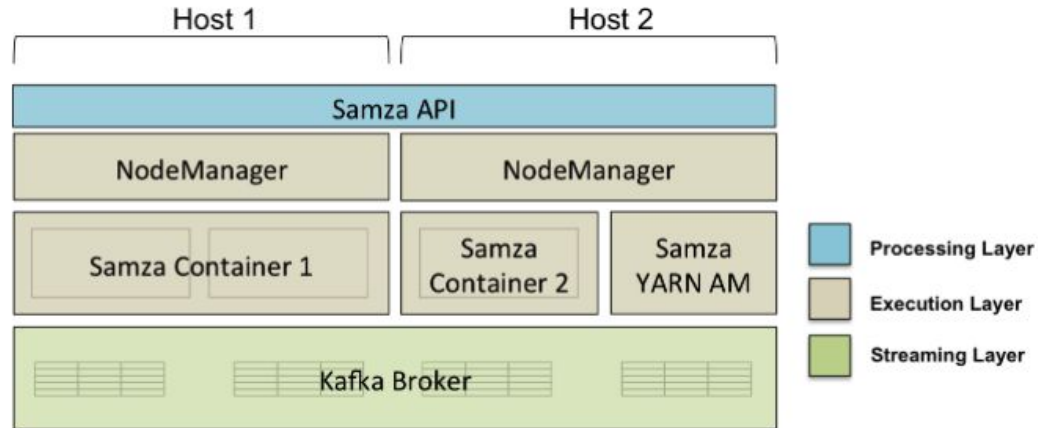 Host 1
Host 2
Samza API
NodeManager
NodeManager
Samza Container 1
Samza
Container 2
Samza
YARN AM
Kafka Broker
Processing Layer
Execution Layer
Streaming Layer